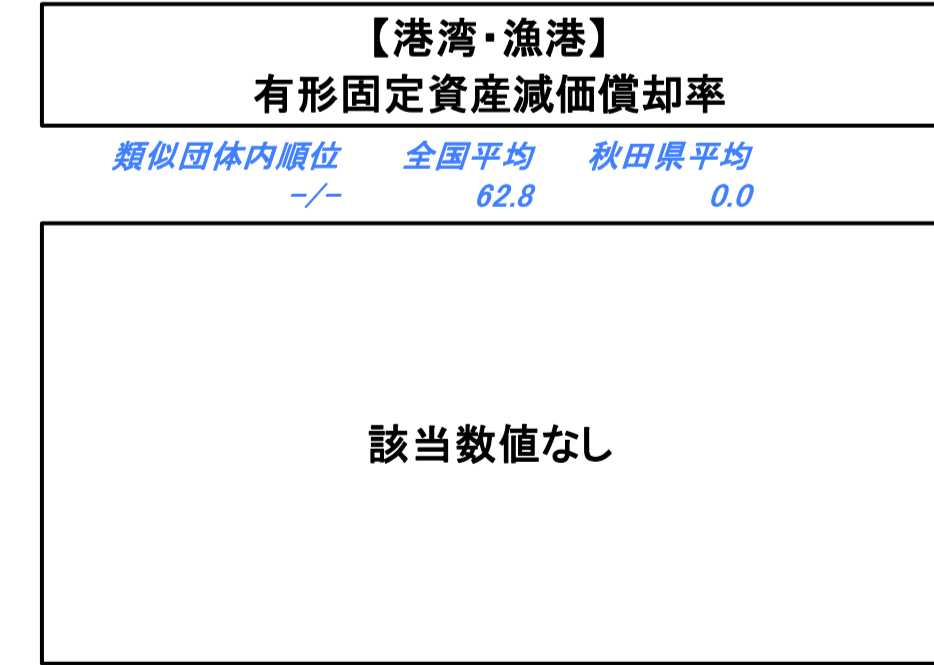 【港湾・漁港】
有形固定資産減価償却率
類似団体内順位 全国平均 秋田県平均
-/- 62.8 0.0
該当数値なし